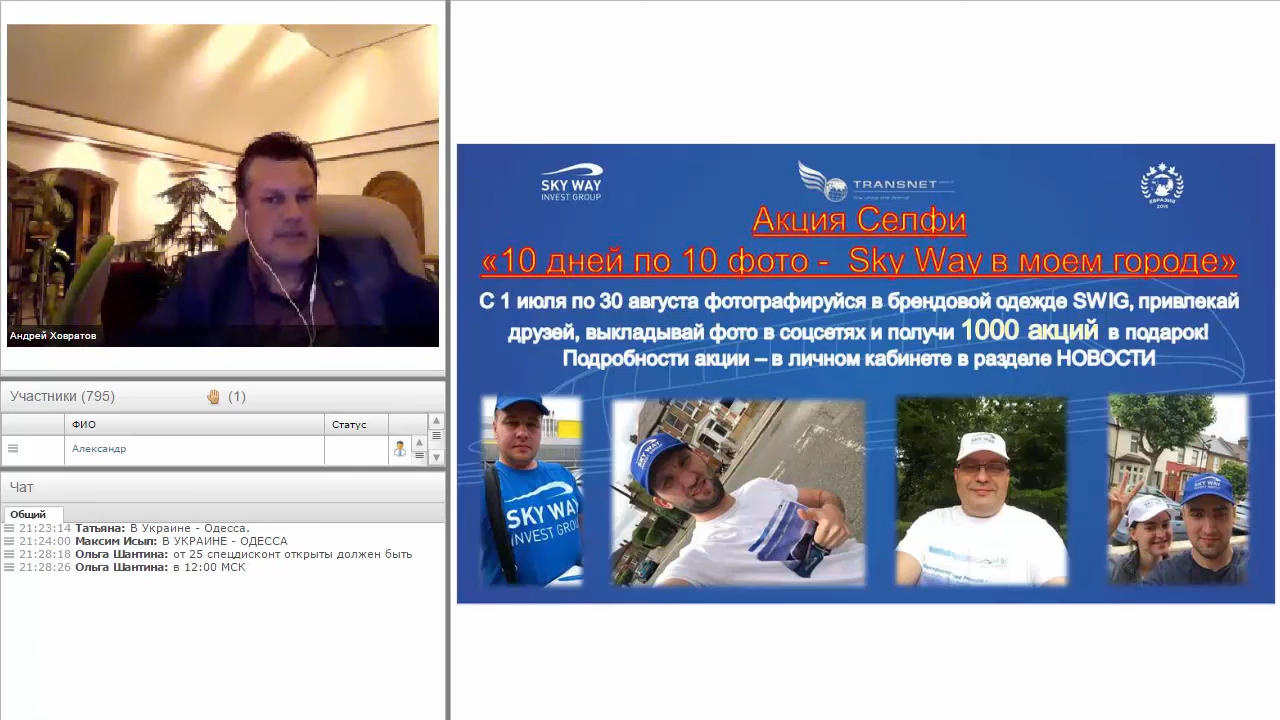 Андрей Ховратов
Участники (795)
(1)
ФИО
Статус
Александр
Чат
Общий
21:23:14 Татьяна: В Украине - Одесса.
21:24:00 Максим Исып: В УКРАИНЕ - ОДЕССА
21:28:18 Ольга Шантина: от 25 спецдисконт открыты должен быть
21:28:26 Ольга Шантина: в 12:00 МСК
SKY WAY
INVEST GROUP
TRANSNET
ЕВРАЗИЯ
Акция Селфи
«10 дней по 10 фото - Sky Way в моем городе»
С 1 июля по 30 августа фотографируйся в брендовой одежде SWIG, привлекай
друзей, выкладывай фото в соцсетях и получи 1000 акций в подарок!
Подробности акции – в личном кабинете в разделе НОВОСТИ
SKY WAY
INVEST GROUP
SKY WAY